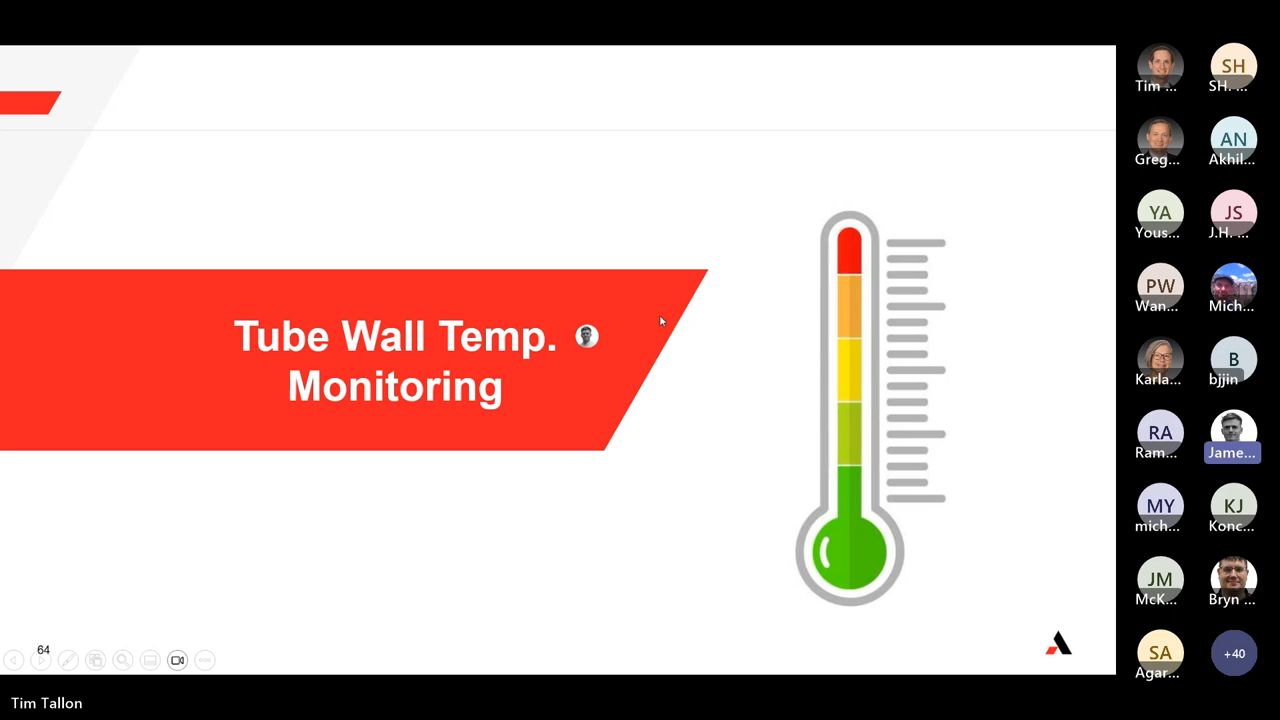 Tube Wall Temp.
Monitoring
64
Tim Tallon
Tim ...
SH
SH. ...
Greg...
AN
Akhil...
YA
Yous...
JS
J.H. ...
PW
Wan...
Mich...
Karla...
B
bjjin
RA
Ram...
Jame...
MY
mich...
KJ
Konc...
JM
McK...
Bryn ...
SA
Agar...
+40